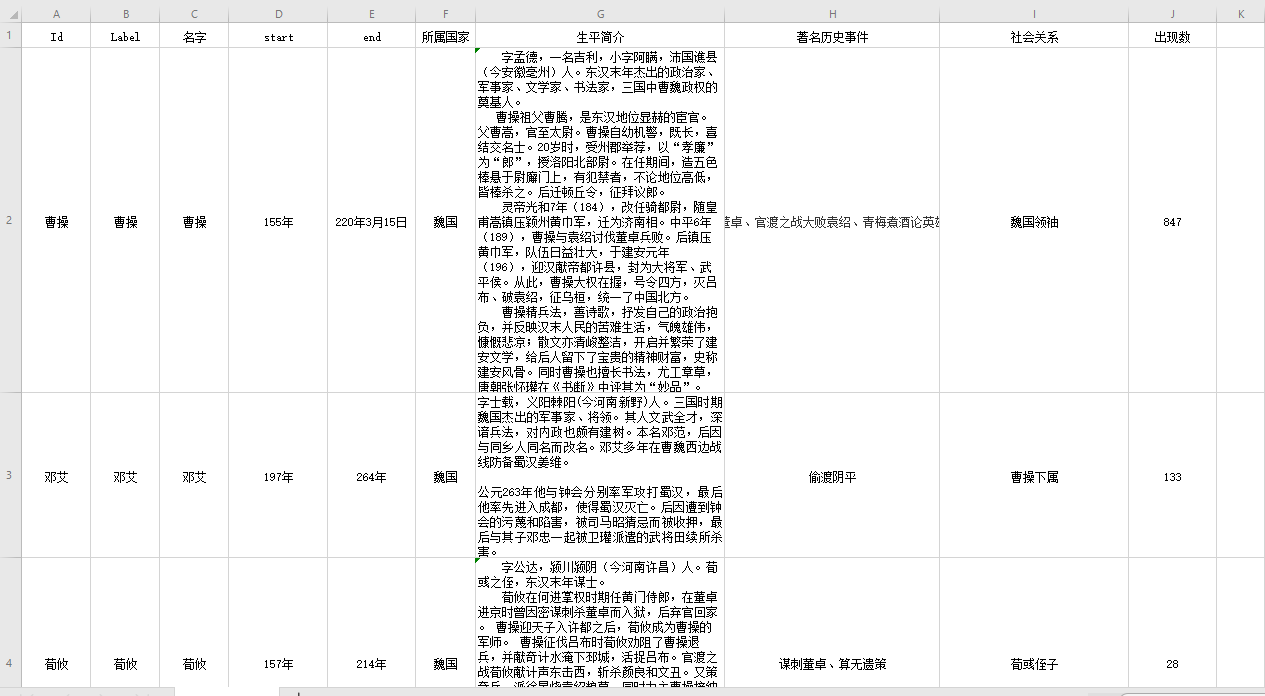 A B C D E F G H I J K
1 Id Label 名字 start end 所属国家 生平简介 著名历史事件 社会关系 出现数
2 曹操 曹操 曹操 155年 220年3月15日 魏国
字孟德，一名吉利，小字阿瞒，沛国谯县
（今安徽亳州）人。东汉末年杰出的政治家、
军事家、文学家、书法家，三国中曹魏政权的
奠基人。
曹操祖父曹腾，是东汉地位显赫的宦官。
父曹嵩，官至太尉。曹操自幼机警，既长，喜
结交名士。20岁时，受州郡举荐，以“孝廉”
为“郎”，授洛阳北部尉。在任期间，造五色
棒悬于尉廨门上，有犯禁者，不论地位高低，
皆棒杀之。后迁顿丘令，征拜议郎。
灵帝光和7年（184），改任骑都尉，随皇
甫嵩镇压颍州黄巾军，迁为济南相。中平6年
（189），曹操与袁绍讨伐董卓兵败。后镇压
黄巾军，队伍日益壮大，于建安元年
（196），迎汉献帝都许县，封为大将军、武
平侯。从此，曹操大权在握，号令四方，灭吕
布、破袁绍，征乌桓，统一了中国北方。
曹操精兵法，善诗歌，抒发自己的政治抱
负，并反映汉末人民的苦难生活，气魄雄伟，
慷慨悲凉；散文亦清峻整洁，开启并繁荣了建
安文学，给后人留下了宝贵的精神财富，史称
建安风骨。同时曹操也擅长书法，尤工章草，
唐朝张怀瓘在《书断》中评其为“妙品”。
董卓、官渡之战大败袁绍、青梅煮酒论英雄
魏国领袖 847
3 邓艾 邓艾 邓艾 197年 264年 魏国
字士载，义阳棘阳(今河南新野)人。三国时期
魏国杰出的军事家、将领。其人文武全才，深
谙兵法，对内政也颇有建树。本名邓范，后因
与同乡人同名而改名。邓艾多年在曹魏西边战
线防备蜀汉姜维。
公元263年他与钟会分别率军攻打蜀汉，最后
他率先进入成都，使得蜀汉灭亡。后因遭到钟
会的污蔑和陷害，被司马昭猜忌而被收押，最
后与其子邓忠一起被卫瓘派遣的武将田续所杀
害。
偷渡阴平 曹操下属 133
4 荀攸 荀攸 荀攸 157年 214年 魏国
字公达，颍川颍阴（今河南许昌）人。荀
彧之侄，东汉末年谋士。
荀攸在何进掌权时期任黄门侍郎，在董卓
进京时曾因密谋刺杀董卓而入狱，后弃官回家
。 曹操迎天子入许都之后，荀攸成为曹操的
军师。 曹操征伐吕布时荀攸劝阻了曹操退
兵，并献奇计水淹下邳城，活捉吕布。官渡之
战荀攸献计声东击西，斩杀颜良和文丑。又策
谋刺董卓、算无遗策 荀彧侄子 28